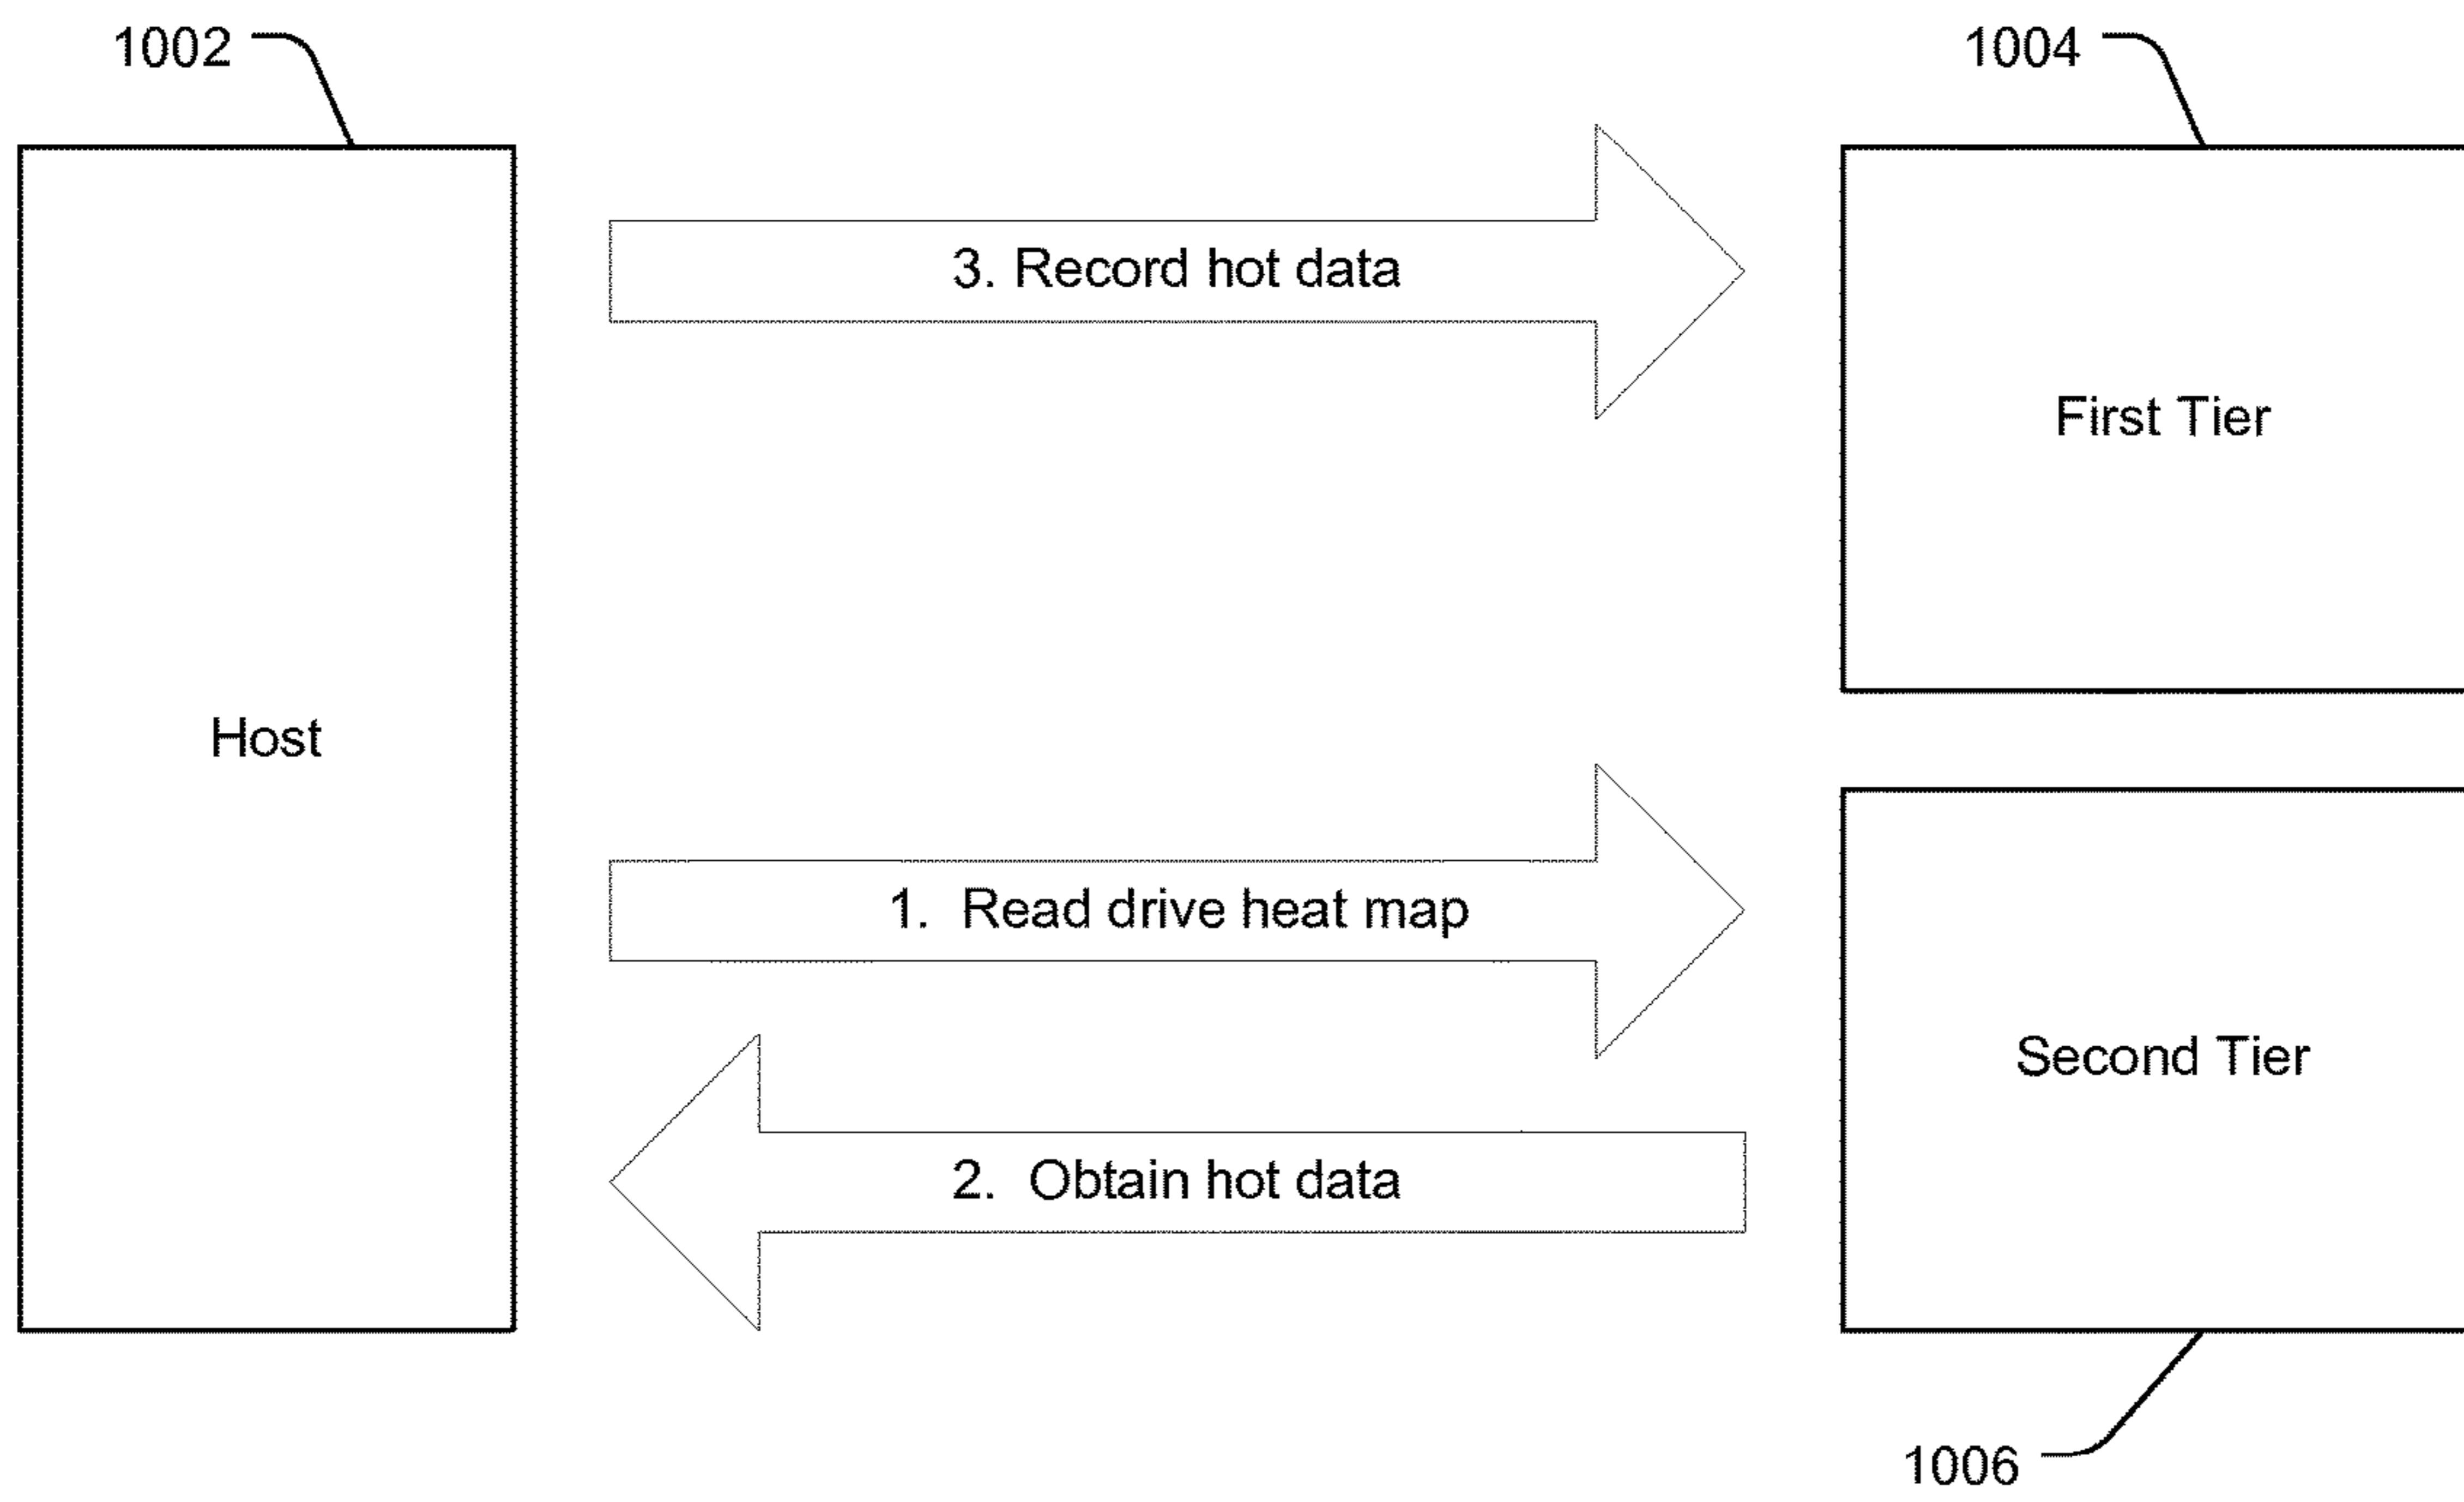 1002
1004
3. Record hot data
First Tier
Host
1. Read drive heat map
Second Tier
2. Obtain hot data
1006